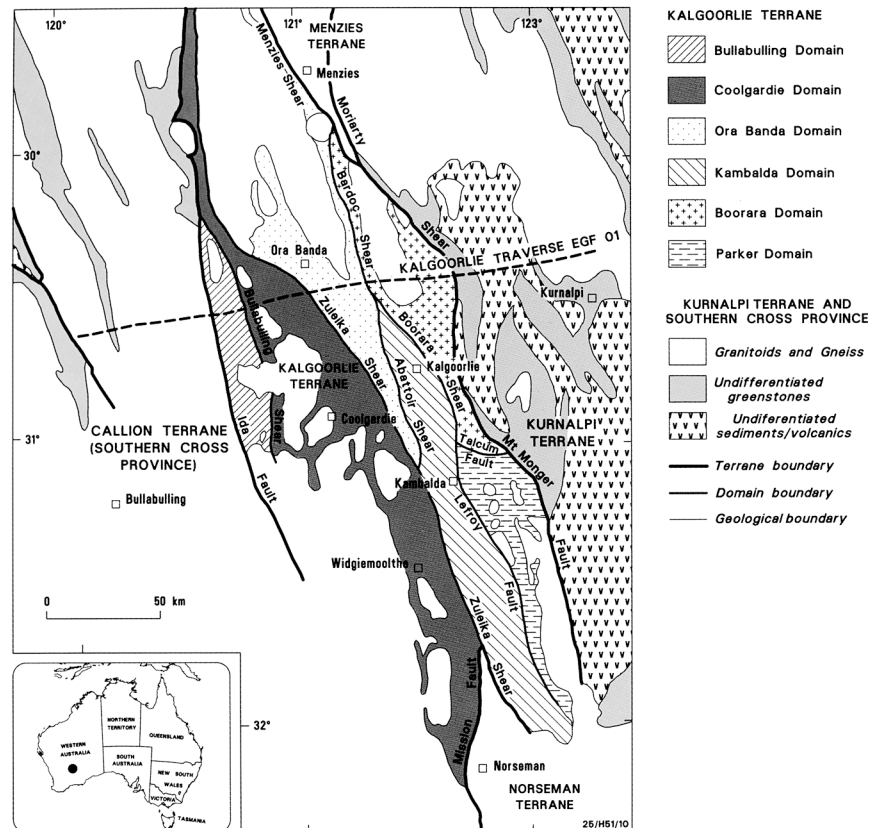 120°
121°
123°
MENZIES
TERRANE
Menzies
Menzies Shear
Moriarty
Shear
30°
Bardoc
Shear
Ora Banda
KALGOORLIE TRAVERSE EGF 01
Kurnalpi
Bullabulling
Shear
Zuleika
Shear
Boorara
Shear
KALGOORLIE
TERRANE
Abattoir
Shear
Kalgoorlie
Coolgardie
KURNALPI
TERRANE
31°
CALLION TERRANE
(SOUTHERN CROSS
PROVINCE)
Ida
Fault
Talcum
Fault
Mt Monger
Fault
Kambalda
Lefroy
Fault
Bullabulling
Widgiemooltha
0 50 km
Zuleika
Shear
Mission
Fault
32°
Norseman
NORSEMAN
TERRANE
WESTERN
AUSTRALIA
NORTHERN
TERRITORY
QUEENSLAND
SOUTH
AUSTRALIA
NEW SOUTH
WALES
VICTORIA
TASMANIA
25/H51/10
KALGOORLIE TERRANE
Bullabulling Domain
Coolgardie Domain
Ora Banda Domain
Kambalda Domain
Boorara Domain
Parker Domain
KURNALPI TERRANE AND
SOUTHERN CROSS PROVINCE
Granitoids and Gneiss
Undifferentiated
greenstones
Undifferentiated
sediments/volcanics
Terrane boundary
Domain boundary
Geological boundary